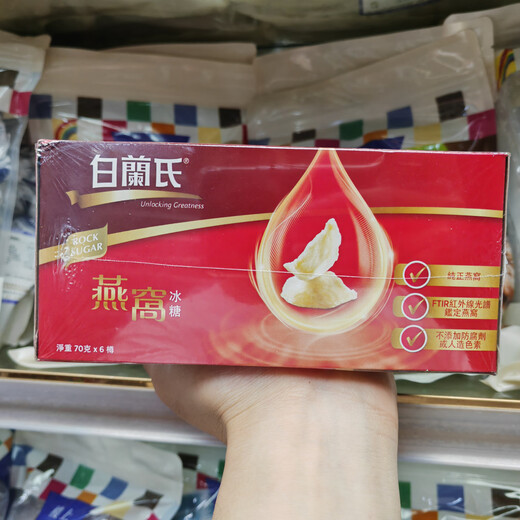 白蘭氏®
Unlocking Greatness
ROCK
SUGAR
燕窩冰糖
淨重 70克 x 6 樽
純正燕窩
FTIR紅外線光譜
鑑定燕窩
不添加防腐劑
或人造色素